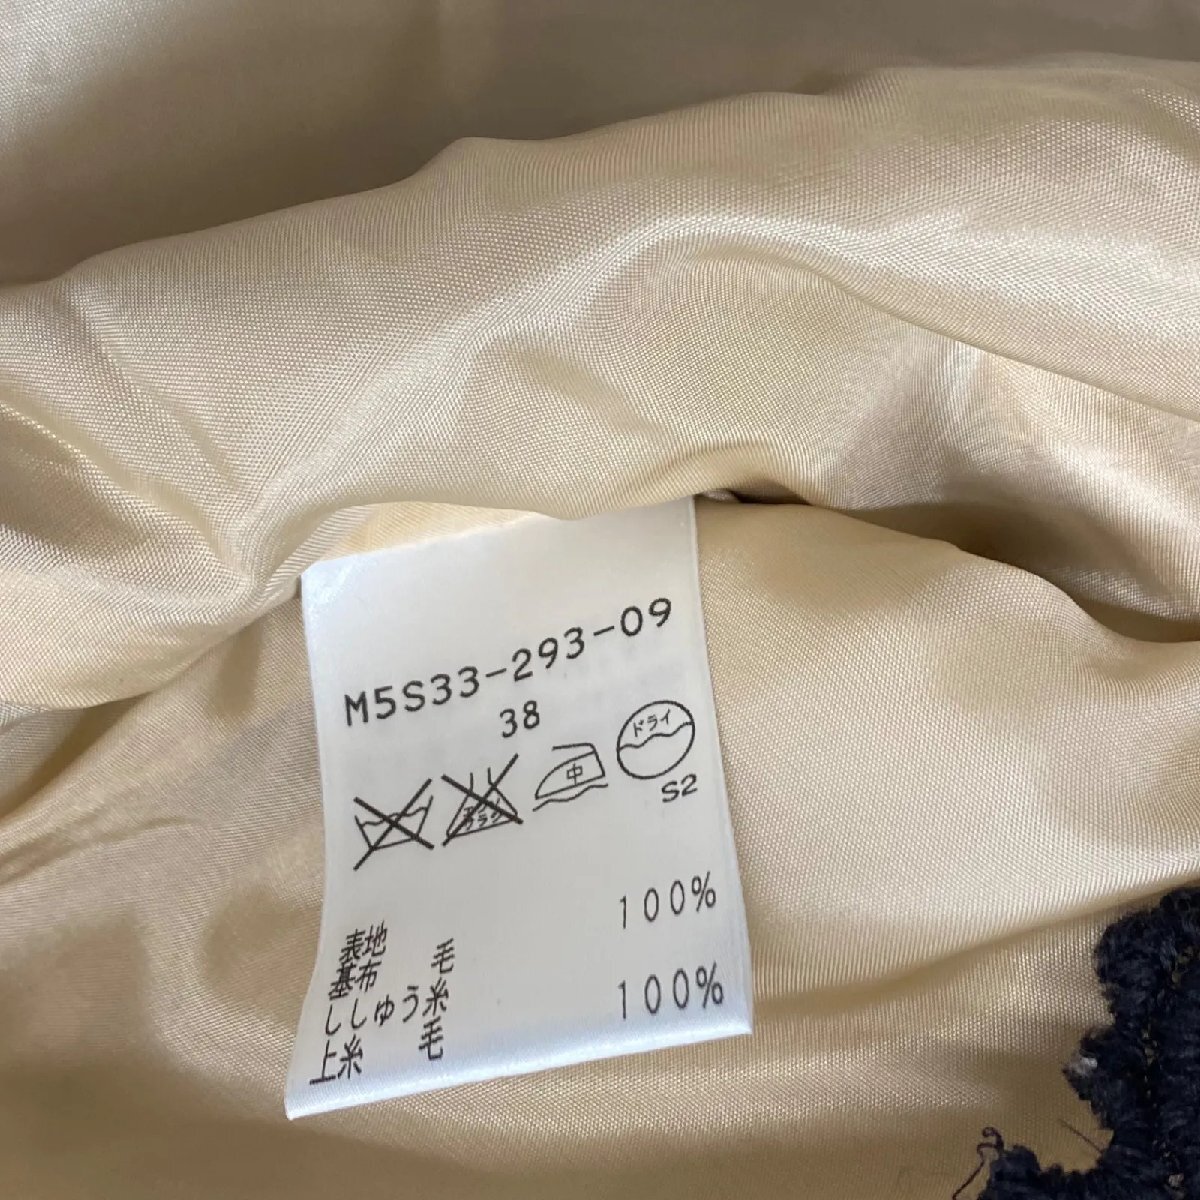 M5S33-293-09
38
中
ドライ
S2
表地
基布 毛 100%
ししゅう糸
上糸 毛 100%